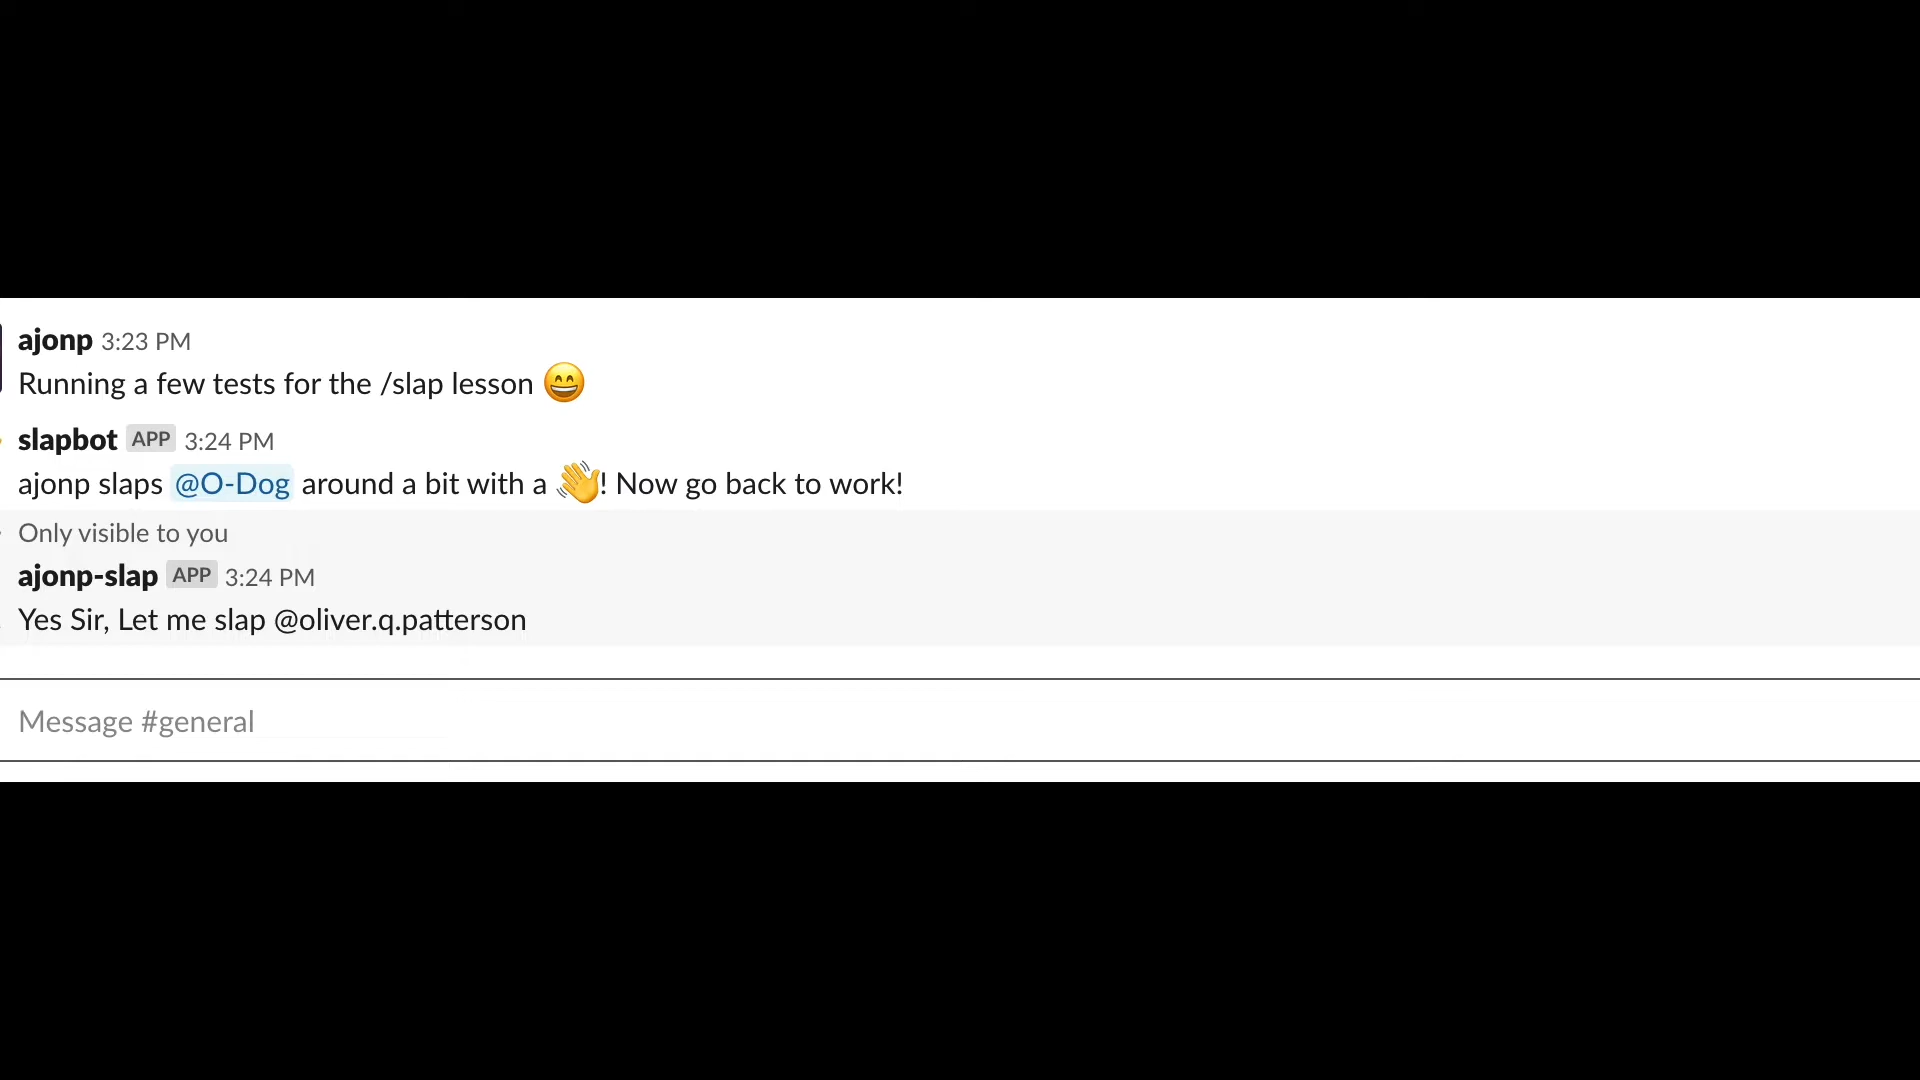 ajonp 3:23 PM
Running a few tests for the /slap lesson 😄
slapbot APP 3:24 PM
ajonp slaps @O-Dog around a bit with a 👋! Now go back to work!
Only visible to you
ajonp-slap APP 3:24 PM
Yes Sir, Let me slap @oliver.q.patterson
Message #general